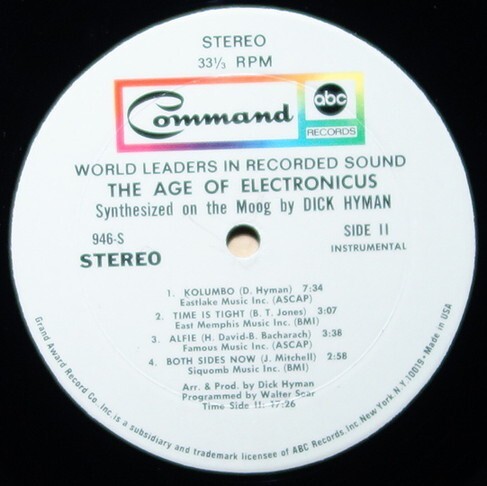 STEREO
33⅓ RPM
Command
abc
RECORDS
WORLD LEADERS IN RECORDED SOUND
THE AGE OF ELECTRONICUS
Synthesized on the Moog by DICK HYMAN
946-S
SIDE II
STEREO
INSTRUMENTAL
1. KOLUMBO (D. Hyman) 7:34
Eastlake Music Inc. (ASCAP)
2. TIME IS TIGHT (B. T. Jones) 3:07
East Memphis Music Inc. (BMI)
3. ALFIE (H. David-B. Bacharach) 3:38
Famous Music Inc. (ASCAP)
4. BOTH SIDES NOW (J. Mitchell) 2:58
Siquomb Music Inc. (BMI)
Arr. & Prod. by Dick Hyman
Programmed by Walter Sear
Time Side II: 17:26
Grand Award Record Co. Inc. is a subsidiary and trademark licensee of ABC Records Inc. New York, N.Y. 10019 • Made in USA